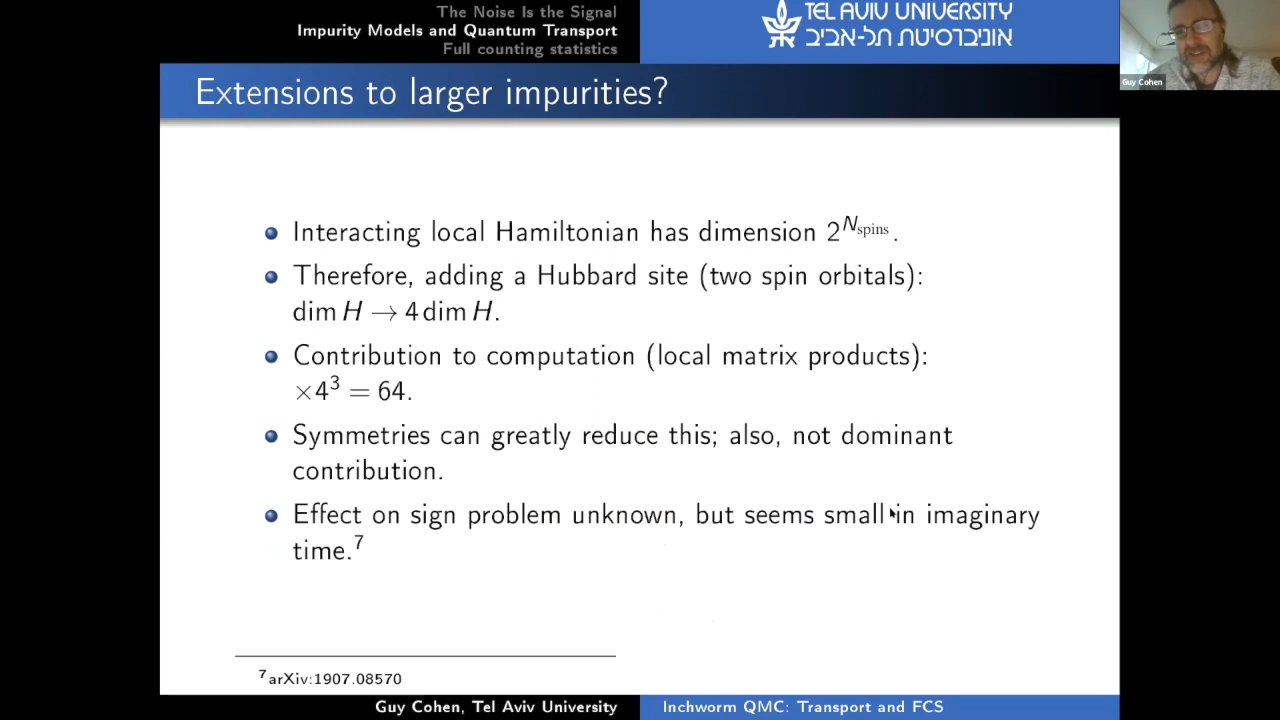 The Noise Is the Signal
Impurity Models and Quantum Transport
Full counting statistics
TEL AVIV UNIVERSITY
אוניברסיטת תל-אביב
Guy Cohen
Extensions to larger impurities?
Interacting local Hamiltonian has dimension 2^{N_{spins}}.
Therefore, adding a Hubbard site (two spin orbitals):
dim H → 4 dim H.
Contribution to computation (local matrix products):
×4³ = 64.
Symmetries can greatly reduce this; also, not dominant
contribution.
Effect on sign problem unknown, but seems small in imaginary
time.⁷
⁷arXiv:1907.08570
Guy Cohen, Tel Aviv University
Inchworm QMC: Transport and FCS